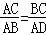 AC/AB = BC/AD